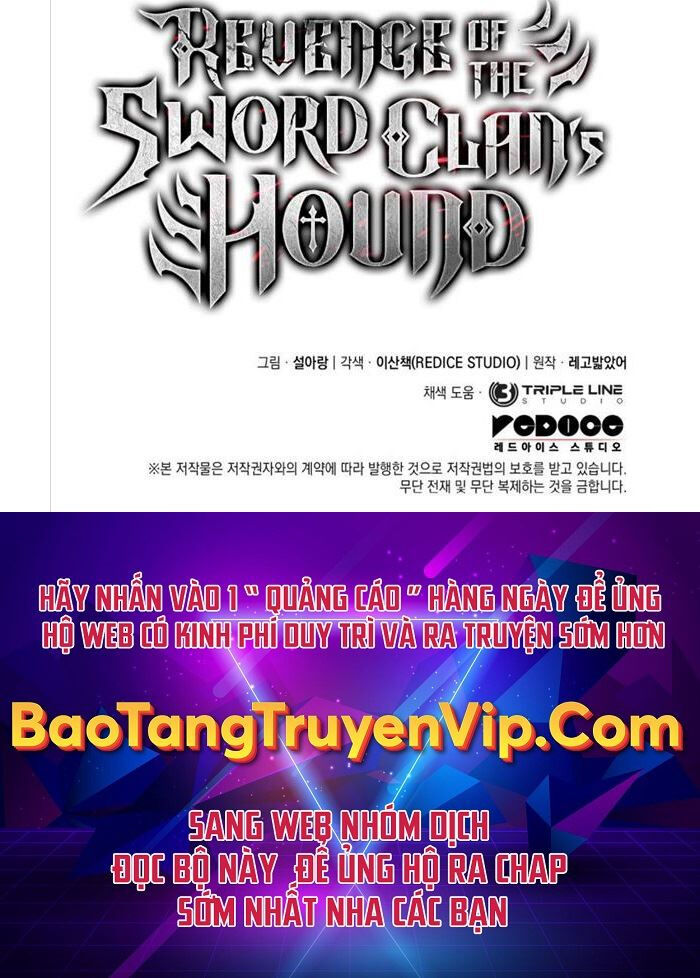 REVENGE OF
THE
SWORD CLAN'S
HOUND
그림 · 설아랑 | 각색 · 이산책(REDICE STUDIO) | 원작 · 레고밟았어
채색 도움 · 3 TRIPLE LINE
STUDIO
REDICE
레드아이스 스튜디오
※본 저작물은 저작권자와의 계약에 따라 발행한 것으로 저작권법의 보호를 받고 있습니다.
무단 전재 및 무단 복제하는 것을 금합니다.
HÃY NHẤN VÀO 1 “ QUẢNG CÁO ” HÀNG NGÀY ĐỂ ỦNG
HỘ WEB CÓ KINH PHÍ DUY TRÌ VÀ RA TRUYỆN SỚM HƠN
BaoTangTruyenVip.Com
SANG WEB NHÓM DỊCH
ĐỌC BỘ NÀY ĐỂ ỦNG HỘ RA CHAP
SỚM NHẤT NHA CÁC BẠN